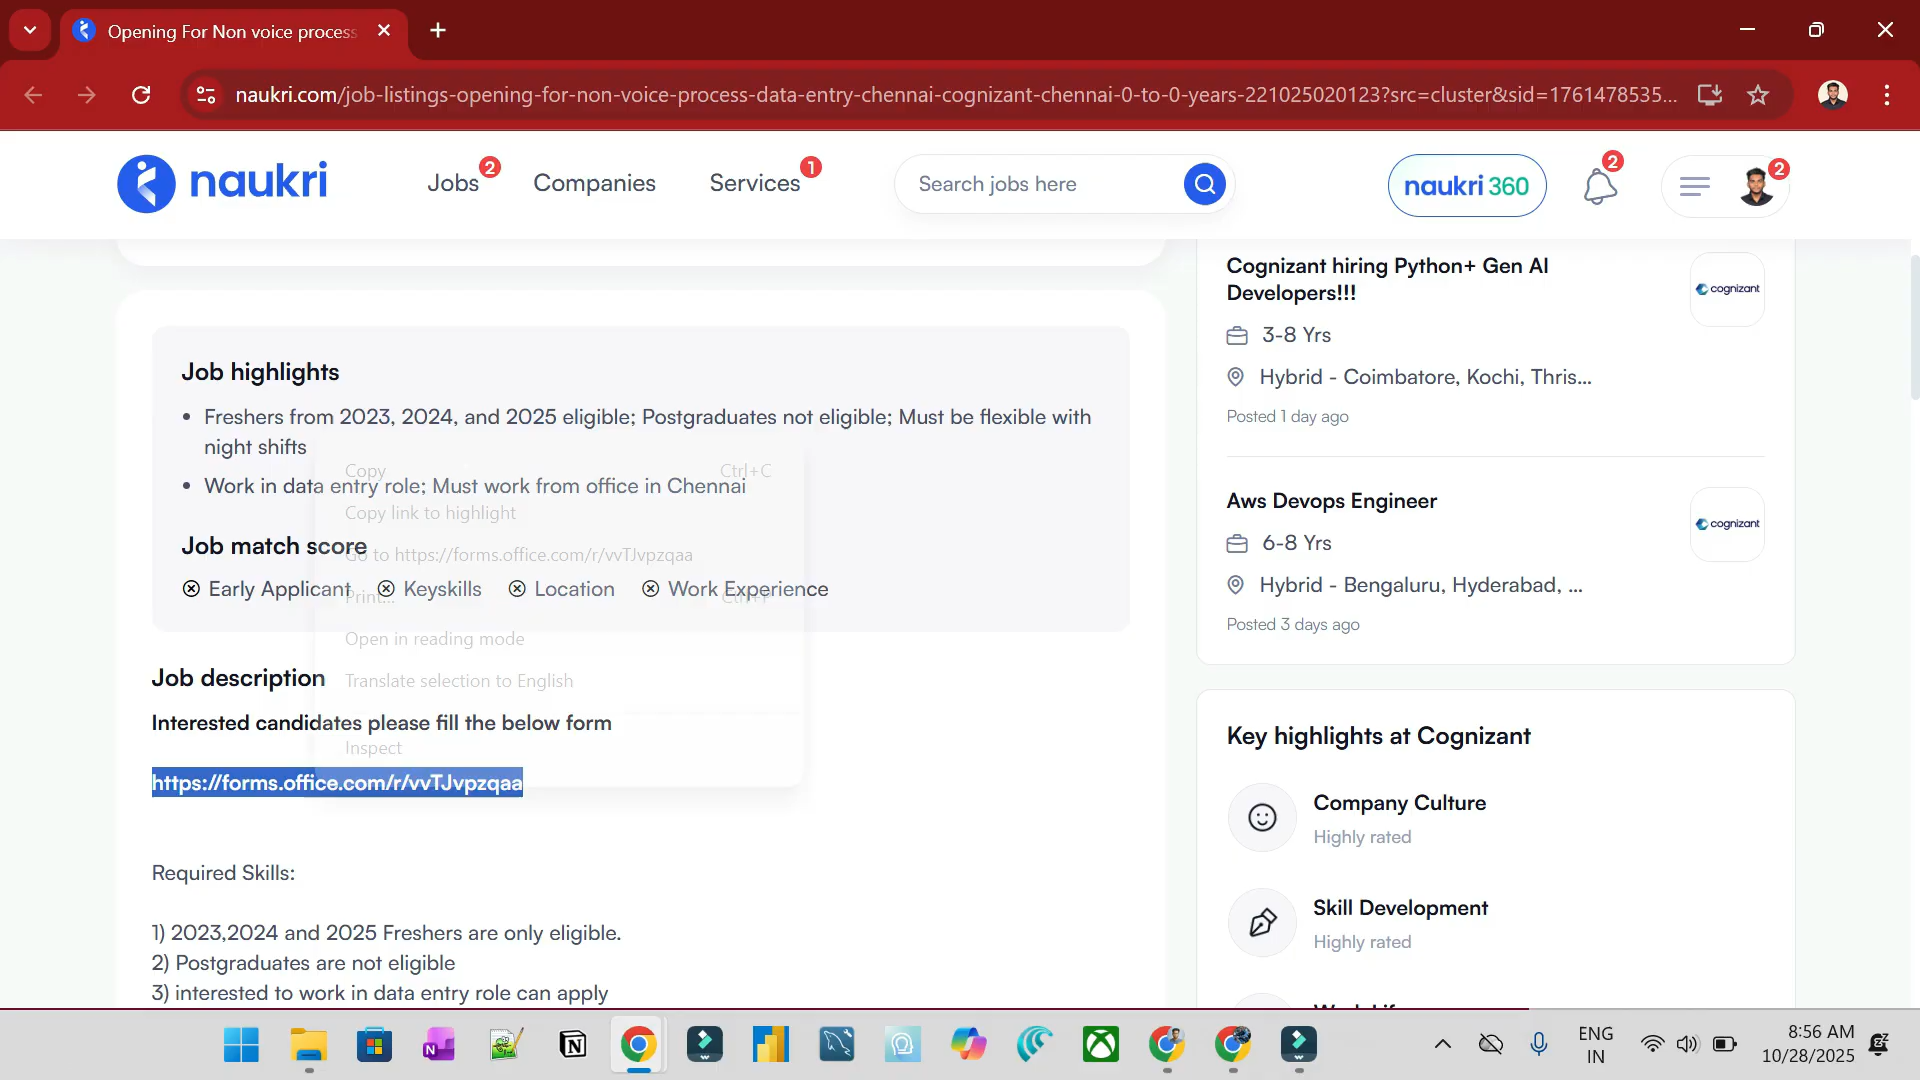 Opening For Non voice process
naukri.com/job-listings-opening-for-non-voice-process-data-entry-chennai-cognizant-chennai-0-to-0-years-221025020123?src=cluster&sid=1761478535...
naukri
Jobs 2
Companies
Services 1
Search jobs here
naukri 360
2
2
Job highlights
Freshers from 2023, 2024, and 2025 eligible; Postgraduates not eligible; Must be flexible with
night shifts
Work in data entry role; Must work from office in Chennai
Job match score
Early Applicant Keyskills Location Work Experience
Copy Ctrl+C
Copy link to highlight
Go to https://forms.office.com/r/vvTJvpzqaa
Print... Ctrl+P
Open in reading mode
Translate selection to English
Inspect
Job description
Interested candidates please fill the below form
https://forms.office.com/r/vvTJvpzqaa
Required Skills:
1) 2023,2024 and 2025 Freshers are only eligible.
2) Postgraduates are not eligible
3) interested to work in data entry role can apply
Cognizant hiring Python+ Gen AI
Developers!!!
cognizant
3-8 Yrs
Hybrid - Coimbatore, Kochi, Thris...
Posted 1 day ago
Aws Devops Engineer
cognizant
6-8 Yrs
Hybrid - Bengaluru, Hyderabad, ...
Posted 3 days ago
Key highlights at Cognizant
Company Culture
Highly rated
Skill Development
Highly rated
ENG
IN
8:56 AM
10/28/2025